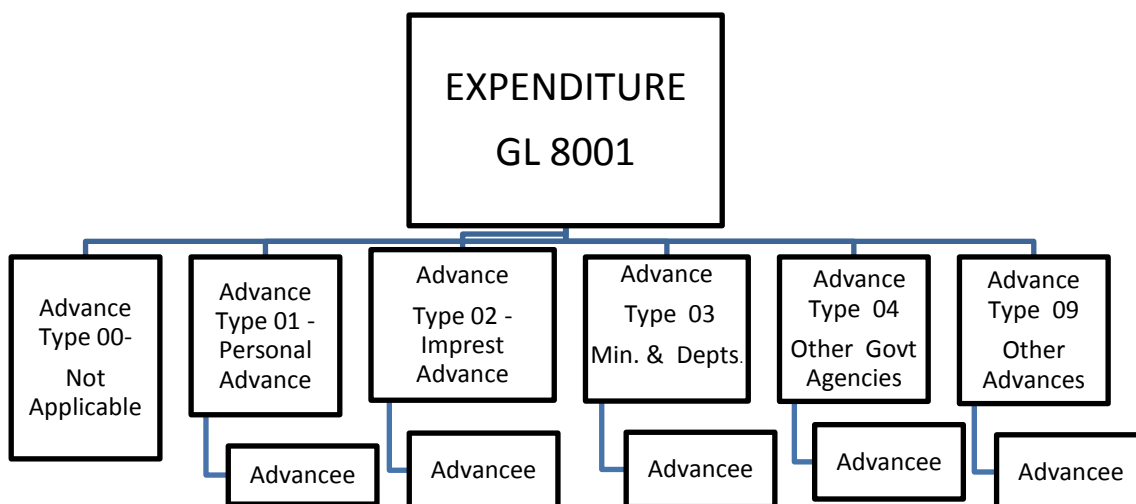 EXPENDITURE
GL 8001
Advance
Type 00-
Not
Applicable
Advance
Type 01 -
Personal
Advance
Advance
Type 02 -
Imprest
Advance
Advance
Type 03
Min. & Depts.
Advance
Type 04
Other Govt
Agencies
Advance
Type 09
Other
Advances
Advancee
Advancee
Advancee
Advancee
Advancee